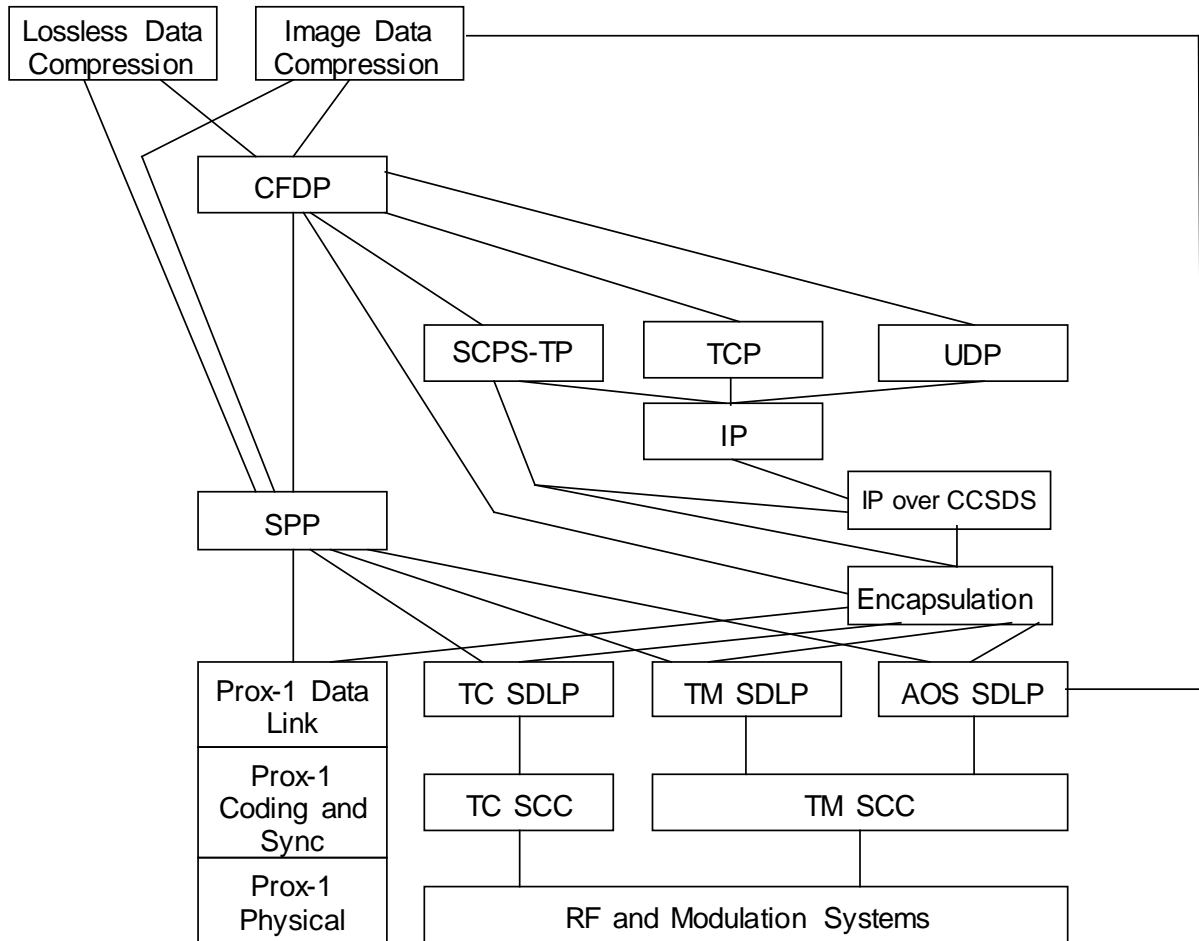 Lossless Data
Compression
Image Data
Compression
CFDP
SCPS-TP
TCP
UDP
IP
IP over CCSDS
SPP
Encapsulation
Prox-1 Data
Link
TC SDLP
TM SDLP
AOS SDLP
Prox-1
Coding and
Sync
TC SCC
TM SCC
Prox-1
Physical
RF and Modulation Systems